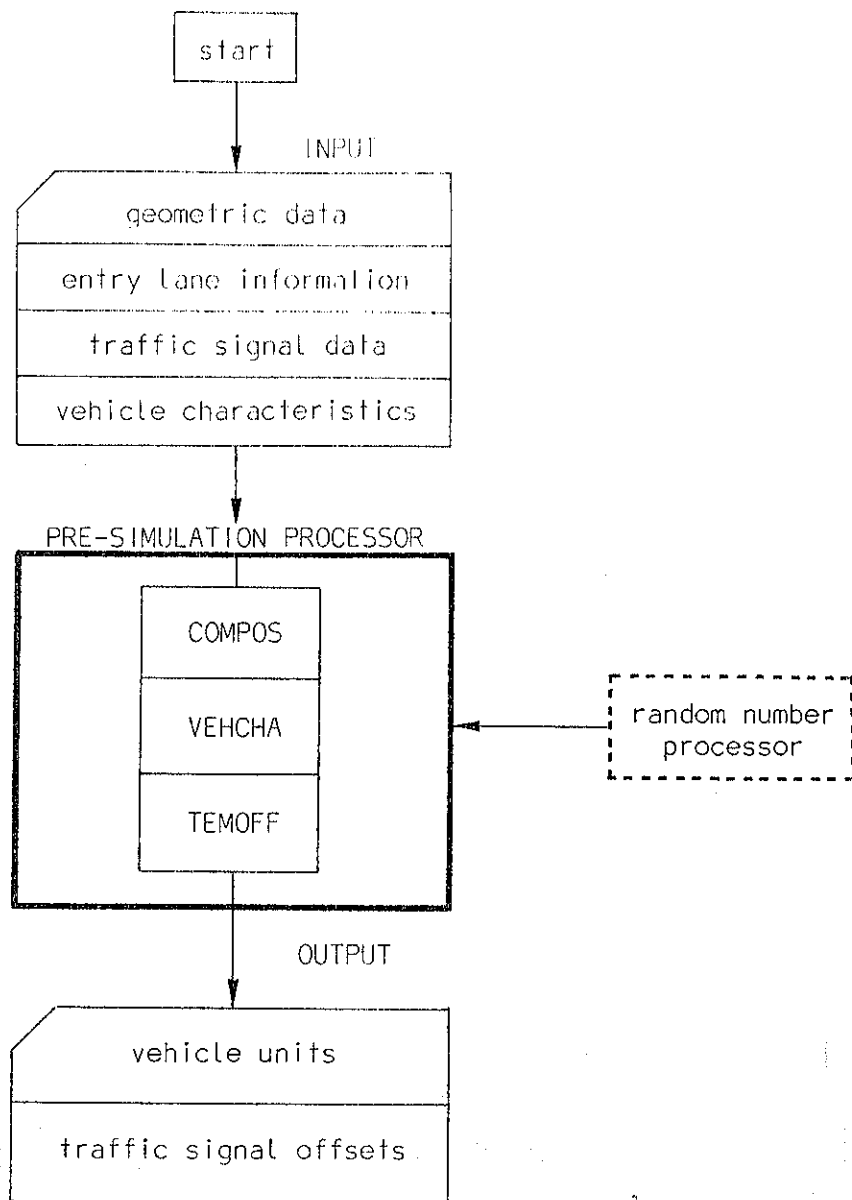 start
INPUT
geometric data
entry lane information
traffic signal data
vehicle characteristics
PRE-SIMULATION PROCESSOR
COMPOS
VEHCHA
TEMOFF
random number
processor
OUTPUT
vehicle units
traffic signal offsets